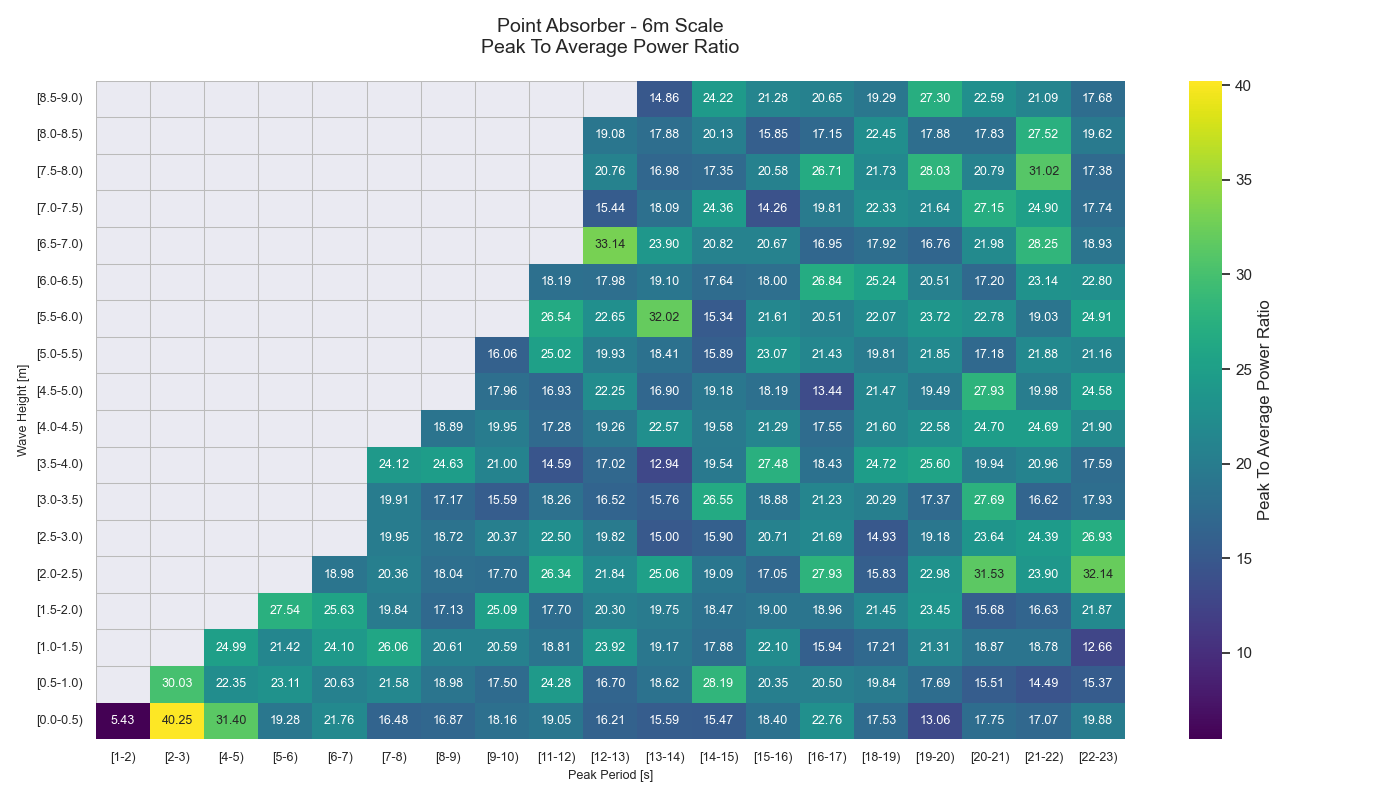 Point Absorber - 6m Scale
Peak To Average Power Ratio
[8.5-9.0) 14.86 24.22 21.28 20.65 19.29 27.30 22.59 21.09 17.68
[8.0-8.5) 19.08 17.88 20.13 15.85 17.15 22.45 17.88 17.83 27.52 19.62
[7.5-8.0) 20.76 16.98 17.35 20.58 26.71 21.73 28.03 20.79 31.02 17.38
[7.0-7.5) 15.44 18.09 24.36 14.26 19.81 22.33 21.64 27.15 24.90 17.74
[6.5-7.0) 33.14 23.90 20.82 20.67 16.95 17.92 16.76 21.98 28.25 18.93
[6.0-6.5) 18.19 17.98 19.10 17.64 18.00 26.84 25.24 20.51 17.20 23.14 22.80
[5.5-6.0) 26.54 22.65 32.02 15.34 21.61 20.51 22.07 23.72 22.78 19.03 24.91
[5.0-5.5) 16.06 25.02 19.93 18.41 15.89 23.07 21.43 19.81 21.85 17.18 21.88 21.16
[4.5-5.0) 17.96 16.93 22.25 16.90 19.18 18.19 13.44 21.47 19.49 27.93 19.98 24.58
[4.0-4.5) 18.89 19.95 17.28 19.26 22.57 19.58 21.29 17.55 21.60 22.58 24.70 24.69 21.90
[3.5-4.0) 24.12 24.63 21.00 14.59 17.02 12.94 19.54 27.48 18.43 24.72 25.60 19.94 20.96 17.59
[3.0-3.5) 19.91 17.17 15.59 18.26 16.52 15.76 26.55 18.88 21.23 20.29 17.37 27.69 16.62 17.93
[2.5-3.0) 19.95 18.72 20.37 22.50 19.82 15.00 15.90 20.71 21.69 14.93 19.18 23.64 24.39 26.93
[2.0-2.5) 18.98 20.36 18.04 17.70 26.34 21.84 25.06 19.09 17.05 27.93 15.83 22.98 31.53 23.90 32.14
[1.5-2.0) 27.54 25.63 19.84 17.13 25.09 17.70 20.30 19.75 18.47 19.00 18.96 21.45 23.45 15.68 16.63 21.87
[1.0-1.5) 24.99 21.42 24.10 26.06 20.61 20.59 18.81 23.92 19.17 17.88 22.10 15.94 17.21 21.31 18.87 18.78 12.66
[0.5-1.0) 30.03 22.35 23.11 20.63 21.58 18.98 17.50 24.28 16.70 18.62 28.19 20.35 20.50 19.84 17.69 15.51 14.49 15.37
[0.0-0.5) 5.43 40.25 31.40 19.28 21.76 16.48 16.87 18.16 19.05 16.21 15.59 15.47 18.40 22.76 17.53 13.06 17.75 17.07 19.88
[1-2) [2-3) [4-5) [5-6) [6-7) [7-8) [8-9) [9-10) [11-12) [12-13) [13-14) [14-15) [15-16) [16-17) [18-19) [19-20) [20-21) [21-22) [22-23)
Peak Period [s]
Wave Height [m]
40
35
30
25
20
15
10
Peak To Average Power Ratio